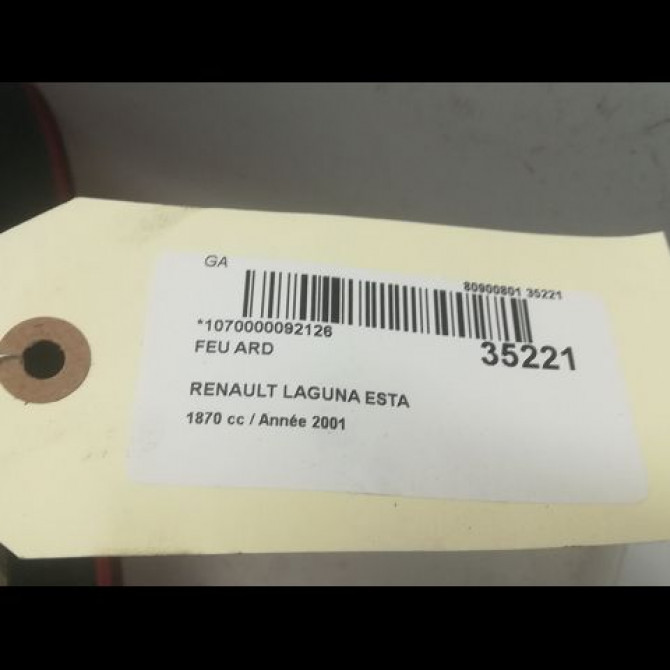 GA
80900801 35221
*1070000092126
FEU ARD
35221
RENAULT LAGUNA ESTA
1870 cc / Année 2001